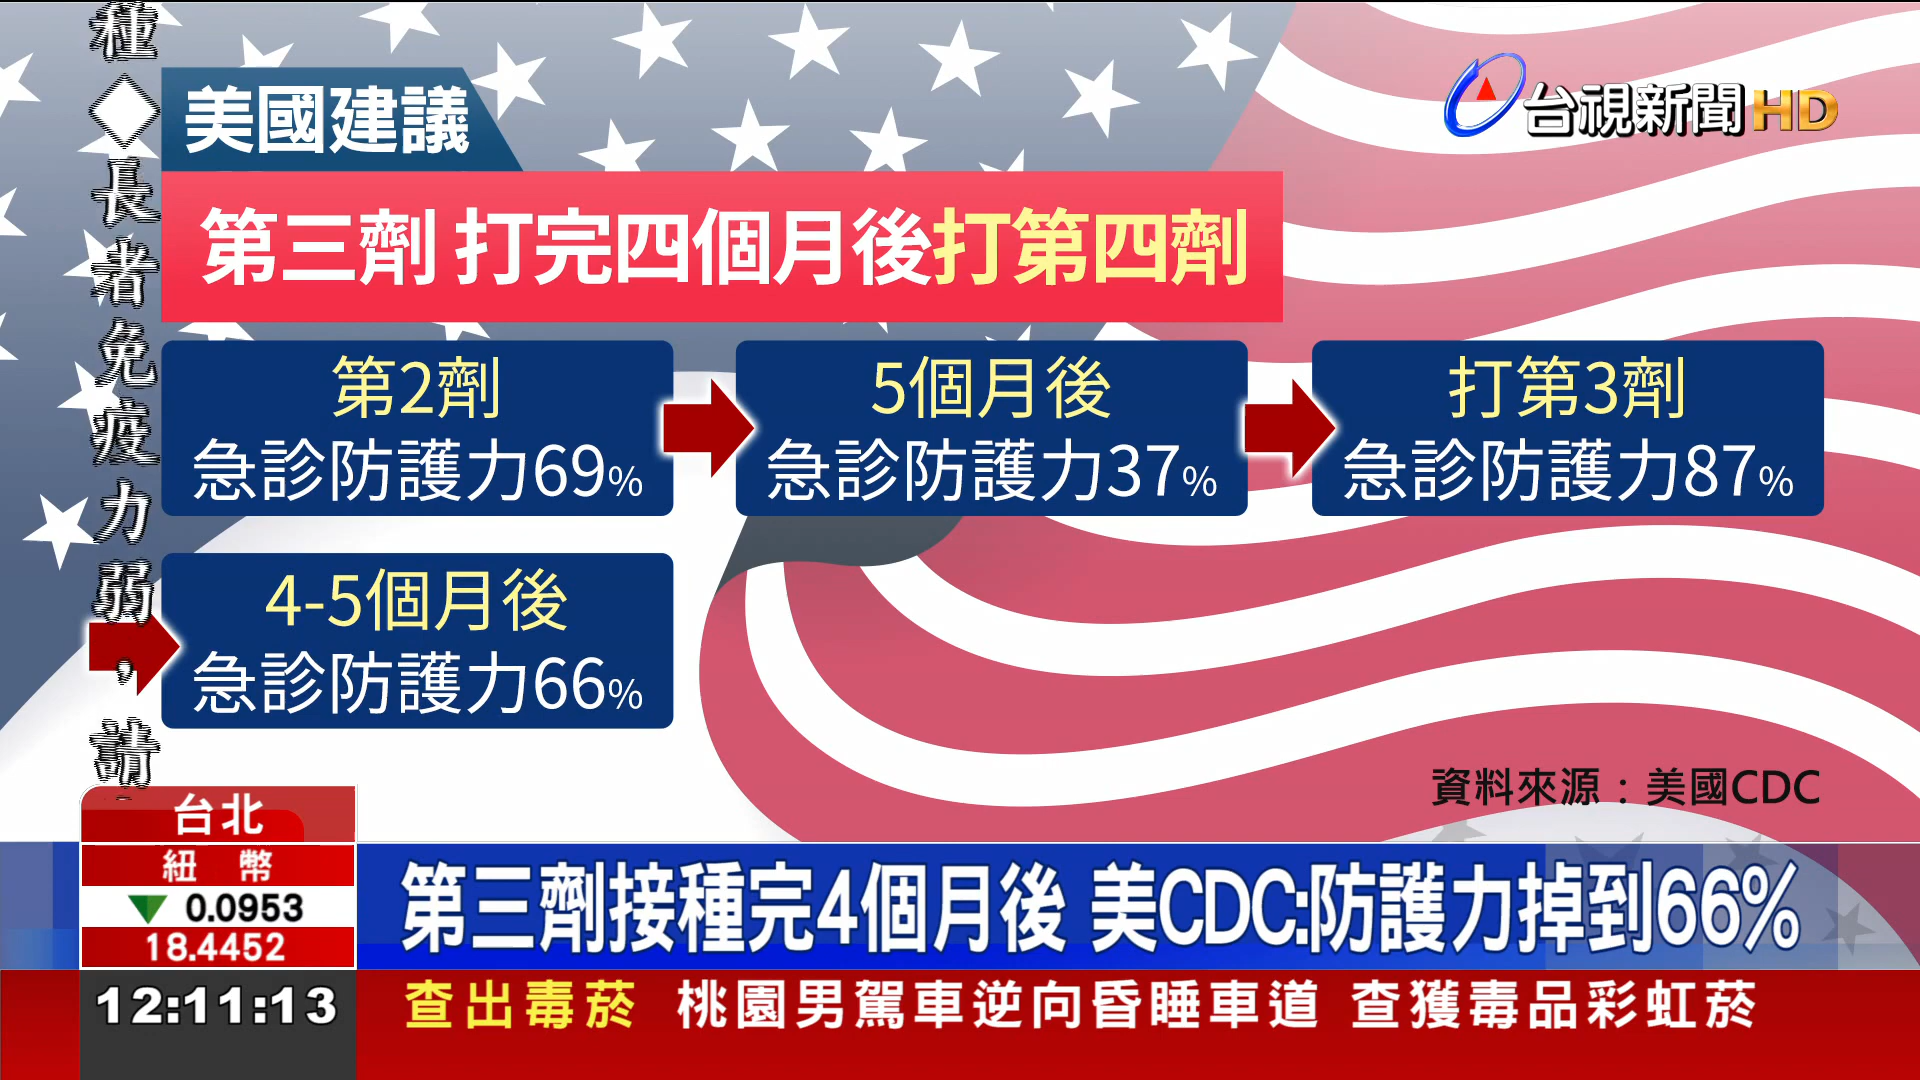 種◆長者免疫力弱，請
美國建議
台視新聞HD
第三劑 打完四個月後打第四劑
第2劑
急診防護力69%
5個月後
急診防護力37%
打第3劑
急診防護力87%
4-5個月後
急診防護力66%
資料來源：美國CDC
台北
紐 幣
0.0953
18.4452
第三劑接種完4個月後 美CDC:防護力掉到66%
12:11:13
查出毒菸 桃園男駕車逆向昏睡車道 查獲毒品彩虹菸